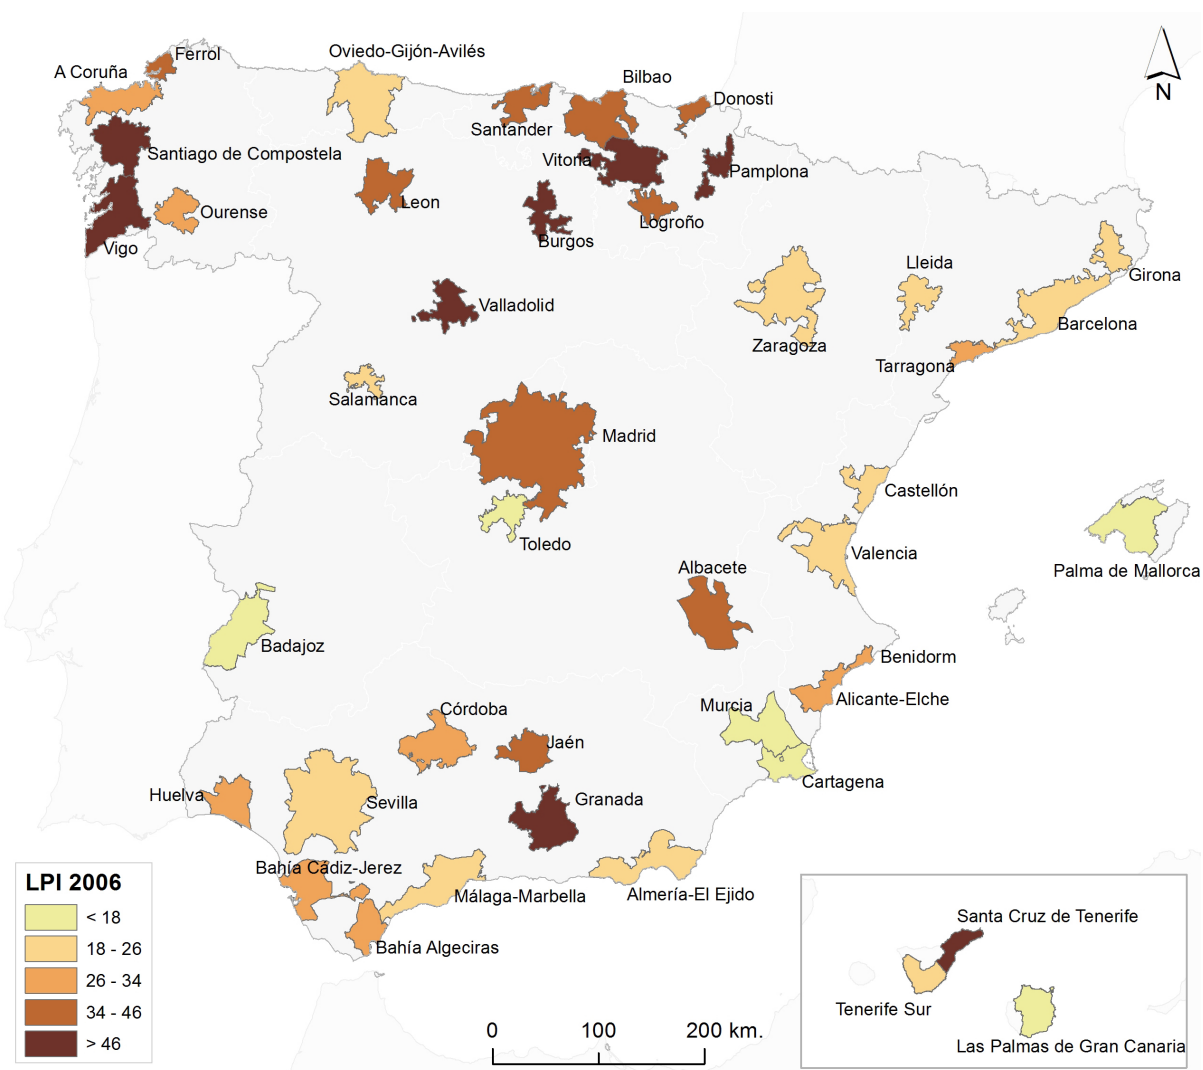 Oviedo-Gijón-Avilés
Ferrol
A Coruña
Bilbao
Donosti
N
Santander
Santiago de Compostela
Vitoria
Pamplona
Leon
Ourense
Logroño
Burgos
Vigo
Lleida
Girona
Valladolid
Barcelona
Zaragoza
Tarragona
Salamanca
Madrid
Castellón
Toledo
Valencia
Albacete
Palma de Mallorca
Badajoz
Benidorm
Alicante-Elche
Murcia
Córdoba
Jaén
Cartagena
Huelva
Sevilla
Granada
Bahía Cádiz-Jerez
Málaga-Marbella
Almería-El Ejido
Bahía Algeciras
LPI 2006
< 18
18 - 26
26 - 34
34 - 46
> 46
Santa Cruz de Tenerife
Tenerife Sur
Las Palmas de Gran Canaria
0 100 200 km.